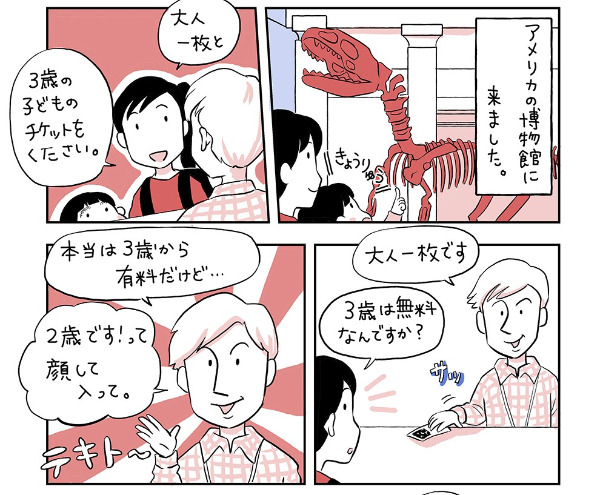 アメリカの博物館に
来ました。
きょうりゅう
大人
一枚と
3歳の
子どもの
チケットを
ください。
大人一枚です
3歳は無料
なんですか?
サッ
本当は3歳から
有料だけど…
2歳です!って
顔して
入って。
テキトー